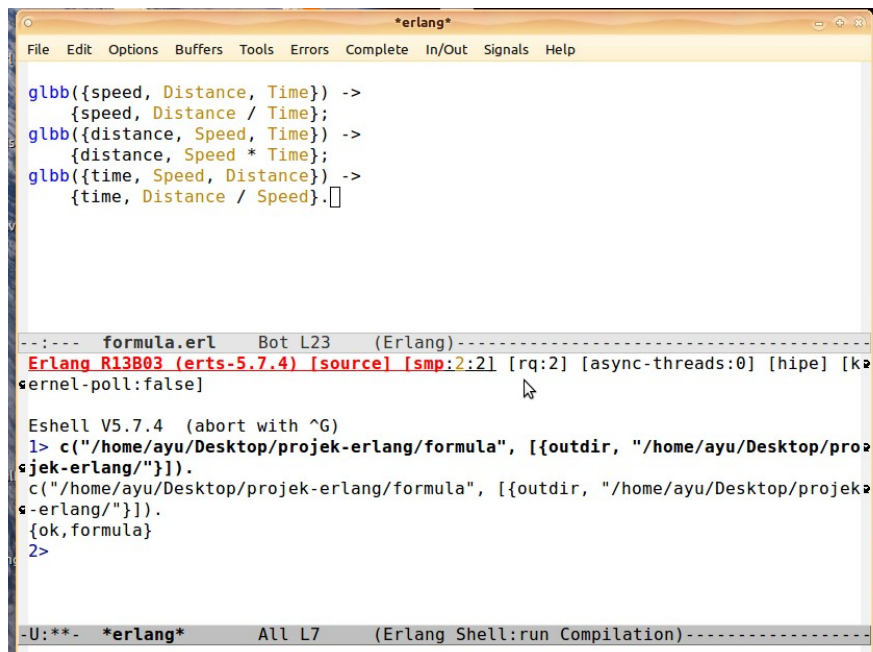 *erlang*
File Edit Options Buffers Tools Errors Complete In/Out Signals Help
glbb({speed, Distance, Time}) ->
    {speed, Distance / Time};
glbb({distance, Speed, Time}) ->
    {distance, Speed * Time};
glbb({time, Speed, Distance}) ->
    {time, Distance / Speed}.
--:--- formula.erl Bot L23 (Erlang)-----------------------------------------
Erlang R13B03 (erts-5.7.4) [source] [smp:2:2] [rq:2] [async-threads:0] [hipe] [k
ernel-poll:false]
Eshell V5.7.4 (abort with ^G)
1> c("/home/ayu/Desktop/projek-erlang/formula", [{outdir, "/home/ayu/Desktop/pro
jek-erlang/"}]).
c("/home/ayu/Desktop/projek-erlang/formula", [{outdir, "/home/ayu/Desktop/projek
-erlang/"}]).
{ok,formula}
2>
-U:**- *erlang* All L7 (Erlang Shell:run Compilation)------------------